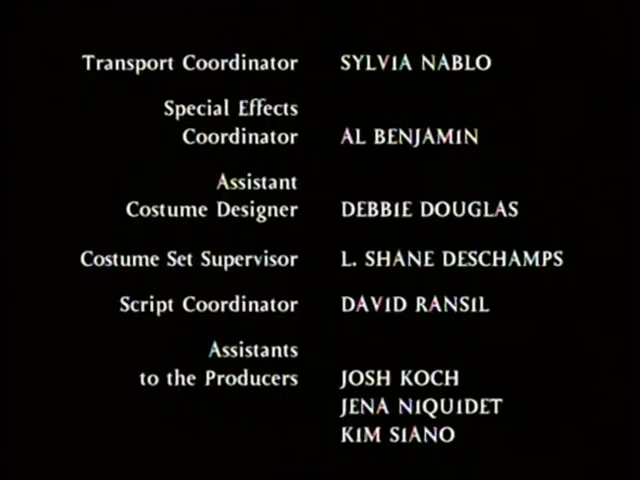 Transport Coordinator SYLVIA NABLO
Special Effects
Coordinator AL BENJAMIN
Assistant
Costume Designer DEBBIE DOUGLAS
Costume Set Supervisor L. SHANE DESCHAMPS
Script Coordinator DAVID RANSIL
Assistants
to the Producers JOSH KOCH
JENA NIQUIDET
KIM SIANO